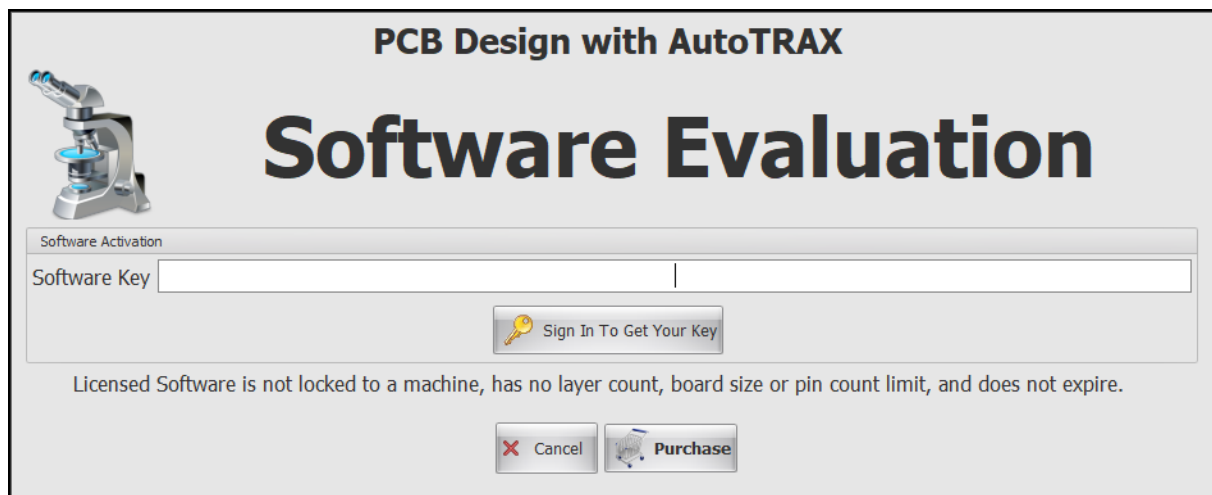 PCB Design with AutoTRAX
Software Evaluation
Software Activation
Software Key
Sign In To Get Your Key
Licensed Software is not locked to a machine, has no layer count, board size or pin count limit, and does not expire.
Cancel
Purchase